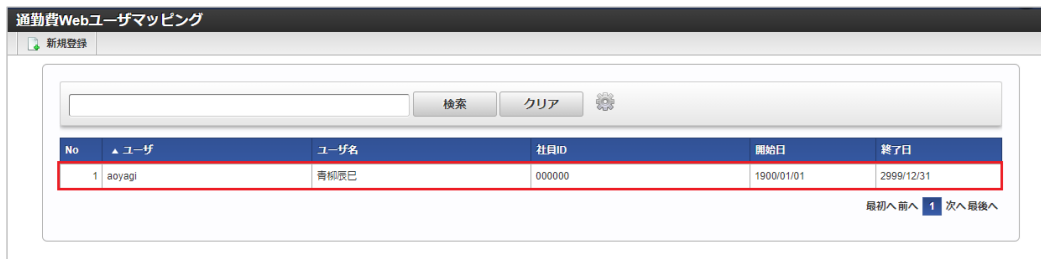 通勤費Webユーザマッピング
新規登録
検索 クリア
No ▲ ユーザ ユーザ名 社員ID 開始日 終了日
1 aoyagi 青柳辰巳 000000 1900/01/01 2999/12/31
最初へ 前へ 1 次へ 最後へ